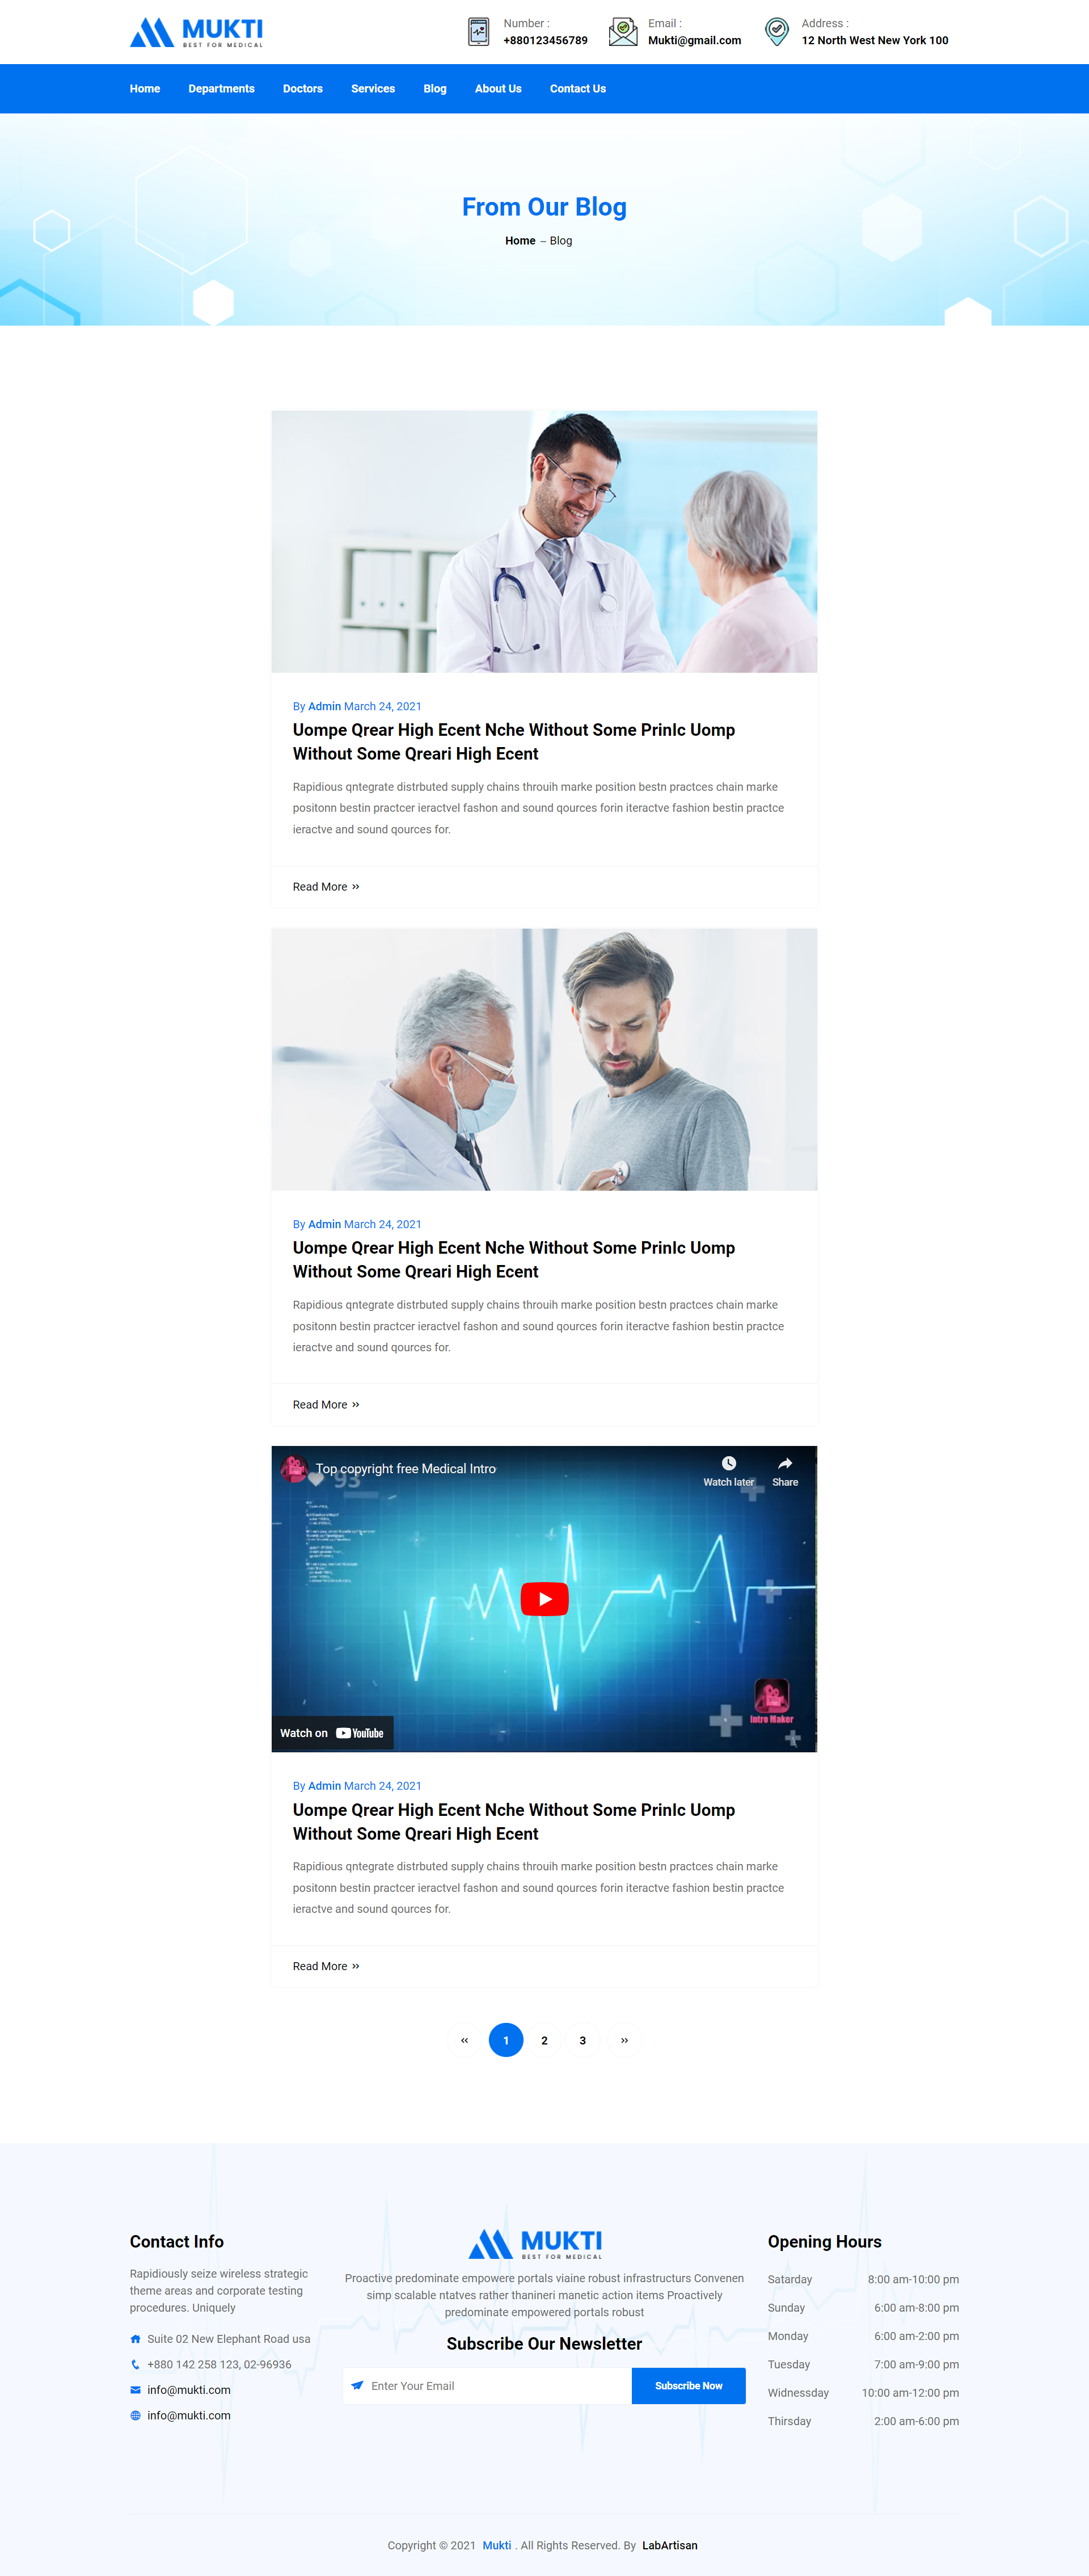 MUKTI
BEST FOR MEDICAL
Number :
+880123456789
Email :
Mukti@gmail.com
Address :
12 North West New York 100
Home Departments Doctors Services Blog About Us Contact Us
From Our Blog
Home – Blog
By Admin March 24, 2021
Uompe Qrear High Ecent Nche Without Some PrinIc Uomp
Without Some Qreari High Ecent
Rapidious qntegrate distrbuted supply chains throuih marke position bestn practces chain marke
positonn bestin practcer ieractvel fashon and sound qources forin iteractve fashion bestin practce
ieractve and sound qources for.
Read More »
By Admin March 24, 2021
Uompe Qrear High Ecent Nche Without Some PrinIc Uomp
Without Some Qreari High Ecent
Rapidious qntegrate distrbuted supply chains throuih marke position bestn practces chain marke
positonn bestin practcer ieractvel fashon and sound qources forin iteractve fashion bestin practce
ieractve and sound qources for.
Read More »
Top copyright free Medical Intro
Watch later
Share
93
Intro Maker
Watch on YouTube
By Admin March 24, 2021
Uompe Qrear High Ecent Nche Without Some PrinIc Uomp
Without Some Qreari High Ecent
Rapidious qntegrate distrbuted supply chains throuih marke position bestn practces chain marke
positonn bestin practcer ieractvel fashon and sound qources forin iteractve fashion bestin practce
ieractve and sound qources for.
Read More »
« 1 2 3 »
Contact Info
Rapidiously seize wireless strategic
theme areas and corporate testing
procedures. Uniquely
Suite 02 New Elephant Road usa
+880 142 258 123, 02-96936
info@mukti.com
info@mukti.com
MUKTI
BEST FOR MEDICAL
Proactive predominate empowere portals viaine robust infrastructurs Convenen
simp scalable ntatves rather thanineri manetic action items Proactively
predominate empowered portals robust
Subscribe Our Newsletter
Enter Your Email
Subscribe Now
Opening Hours
Satarday 8:00 am-10:00 pm
Sunday 6:00 am-8:00 pm
Monday 6:00 am-2:00 pm
Tuesday 7:00 am-9:00 pm
Widnessday 10:00 am-12:00 pm
Thirsday 2:00 am-6:00 pm
Copyright © 2021 Mukti . All Rights Reserved. By LabArtisan